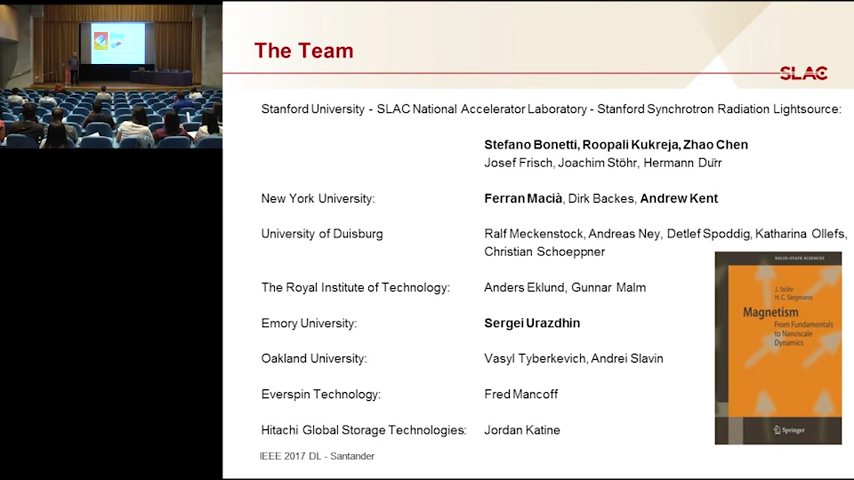 The Team
SLAC
Stanford University - SLAC National Accelerator Laboratory - Stanford Synchrotron Radiation Lightsource:
Stefano Bonetti, Roopali Kukreja, Zhao Chen
Josef Frisch, Joachim Stöhr, Hermann Dürr
New York University:
Ferran Macià, Dirk Backes, Andrew Kent
University of Duisburg
Ralf Meckenstock, Andreas Ney, Detlef Spoddig, Katharina Ollefs,
Christian Schoeppner
SOLID-STATE SCIENCES
J. Stöhr
H. C. Siegmann
Magnetism
From Fundamentals
to Nanoscale
Dynamics
Springer
The Royal Institute of Technology:
Anders Eklund, Gunnar Malm
Emory University:
Sergei Urazdhin
Oakland University:
Vasyl Tyberkevich, Andrei Slavin
Everspin Technology:
Fred Mancoff
Hitachi Global Storage Technologies:
Jordan Katine
IEEE 2017 DL - Santander